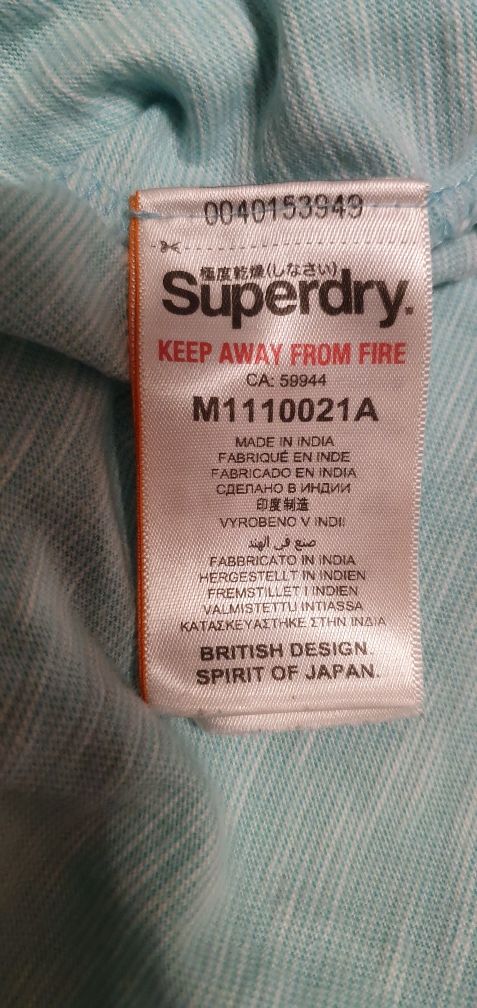 0040153949
極度乾燥(しなさい)
Superdry.
KEEP AWAY FROM FIRE
CA: 59944
M1110021A
MADE IN INDIA
FABRIQUÉ EN INDE
FABRICADO EN INDIA
СДЕЛАНО В ИНДИИ
印度制造
VYROBENO V INDII
صنع في الهند
FABBRICATO IN INDIA
HERGESTELLT IN INDIEN
FREMSTILLET I INDIEN
VALMISTETTU INTIASSA
ΚΑΤΑΣΚΕΥΑΣΤΗΚΕ ΣΤΗΝ ΙΝΔΙΑ
BRITISH DESIGN.
SPIRIT OF JAPAN.